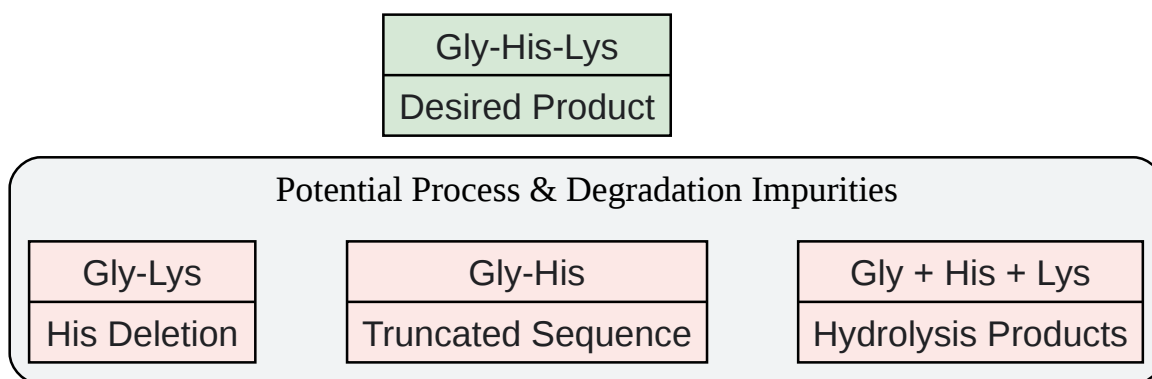 Gly-His-Lys
Desired Product
Potential Process & Degradation Impurities
Gly-Lys
His Deletion
Gly-His
Truncated Sequence
Gly + His + Lys
Hydrolysis Products